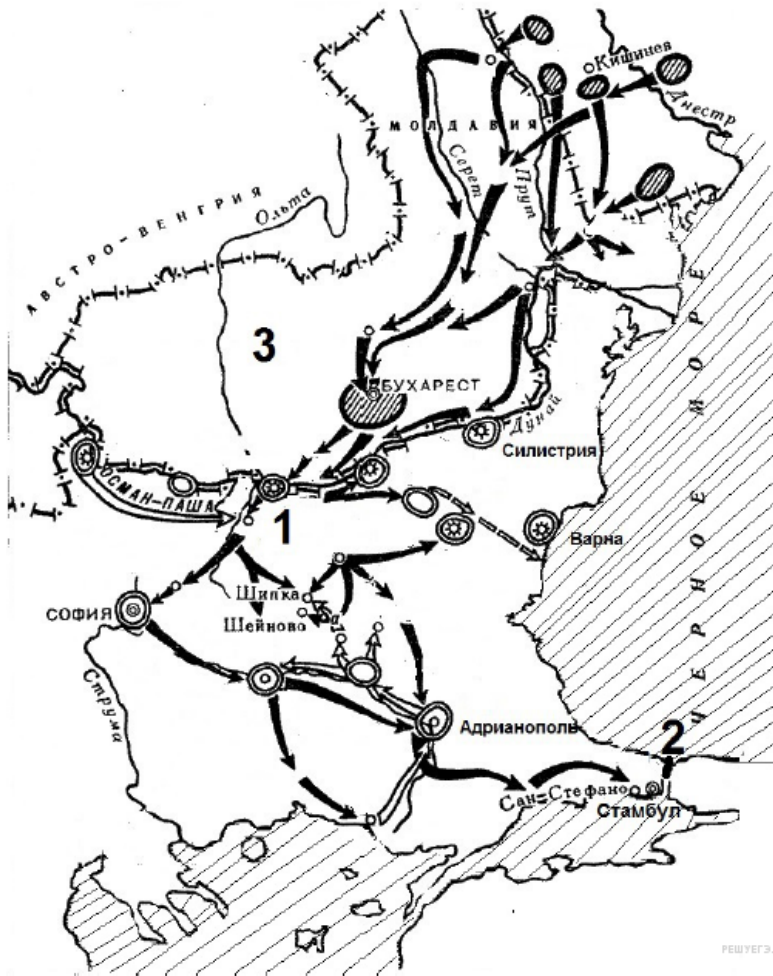 Кишинев
Днестр
МОЛДАВИЯ
Серет
Прут
АВСТРО-ВЕНГРИЯ
Ольта
3
БУХАРЕСТ
Дунай
Силистрия
ОСМАН-ПАША
1
Варна
ЧЕРНОЕ МОРЕ
Шипка
СОФИЯ
Шейново
Струма
Адрианополь
2
Сан-Стефано
Стамбул
РЕШУЕГЭ.